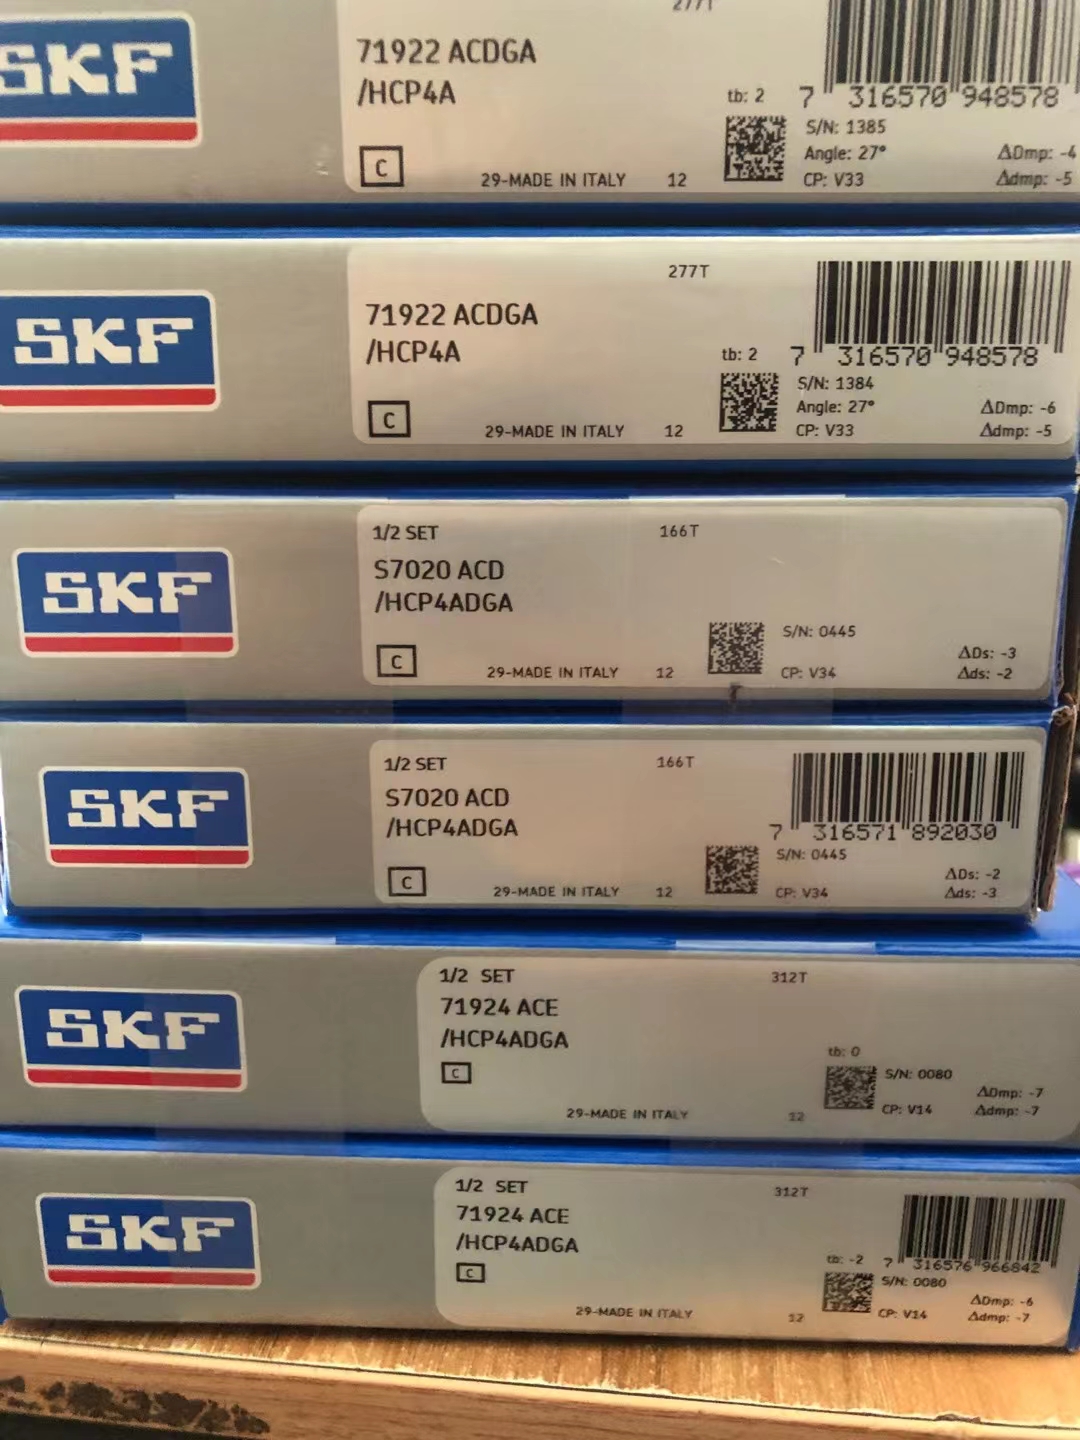 277T
SKF
71922 ACDGA
/HCP4A
C
29-MADE IN ITALY 12
tb: 2
7 316570 948578
S/N: 1385
Angle: 27° ΔDmp: -4
CP: V33 Δdmp: -5
277T
SKF
71922 ACDGA
/HCP4A
C
29-MADE IN ITALY 12
tb: 2
7 316570 948578
S/N: 1384
Angle: 27° ΔDmp: -6
CP: V33 Δdmp: -5
1/2 SET 166T
SKF
S7020 ACD
/HCP4ADGA
C
29-MADE IN ITALY 12
S/N: 0445
ΔDs: -3
CP: V34 Δds: -2
1/2 SET 166T
SKF
S7020 ACD
/HCP4ADGA
C
29-MADE IN ITALY 12
7 316571 892030
S/N: 0445
ΔDs: -2
CP: V34 Δds: -3
1/2 SET 312T
SKF
71924 ACE
/HCP4ADGA
C
29-MADE IN ITALY 12
tb: 0
S/N: 0080
ΔDmp: -7
CP: V14 Δdmp: -7
1/2 SET 312T
SKF
71924 ACE
/HCP4ADGA
C
29-MADE IN ITALY 12
tb: -2
7 316576 966842
S/N: 0080
ΔDmp: -6
CP: V14 Δdmp: -7